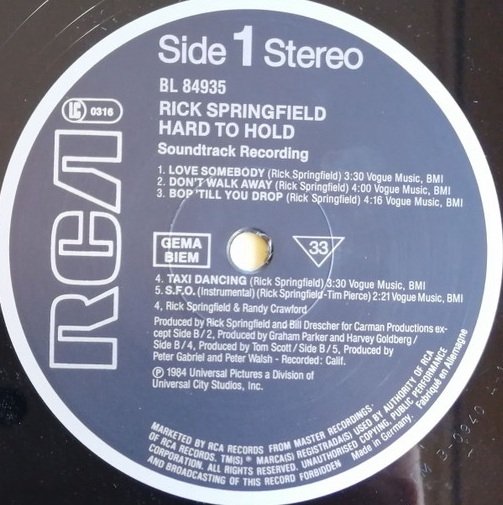 Side 1 Stereo
BL 84935
LC 0316
RICK SPRINGFIELD
HARD TO HOLD
Soundtrack Recording
1. LOVE SOMEBODY (Rick Springfield) 3:30 Vogue Music, BMI
2. DON'T WALK AWAY (Rick Springfield) 4:00 Vogue Music, BMI
3. BOP 'TILL YOU DROP (Rick Springfield) 4:16 Vogue Music, BMI
RCA
GEMA
BIEM
33
4. TAXI DANCING (Rick Springfield) 3:30 Vogue Music, BMI
5. S.F.O. (Instrumental) (Rick Springfield-Tim Pierce) 2:21 Vogue Music, BMI
4, Rick Springfield & Randy Crawford
Produced by Rick Springfield and Bill Drescher for Carman Productions ex-
cept Side B/2, Produced by Graham Parker and Harvey Goldberg/
Side B/4, Produced by Tom Scott/Side B/5, Produced by
Peter Gabriel and Peter Walsh - Recorded: Calif.
Ⓟ 1984 Universal Pictures a Division of
Universal City Studios, Inc.
MARKETED BY RCA RECORDS FROM MASTER RECORDINGS·
OF RCA RECORDS. TM(S) ® MARCA(S) REGISTRADA(S) USED BY AUTHORITY OF RCA
CORPORATION. ALL RIGHTS RESERVED. UNAUTHORISED COPYING, PUBLIC PERFORMANCE
AND BROADCASTING OF THIS RECORD FORBIDDEN
Made in Germany. Fabriqué en Allemagne